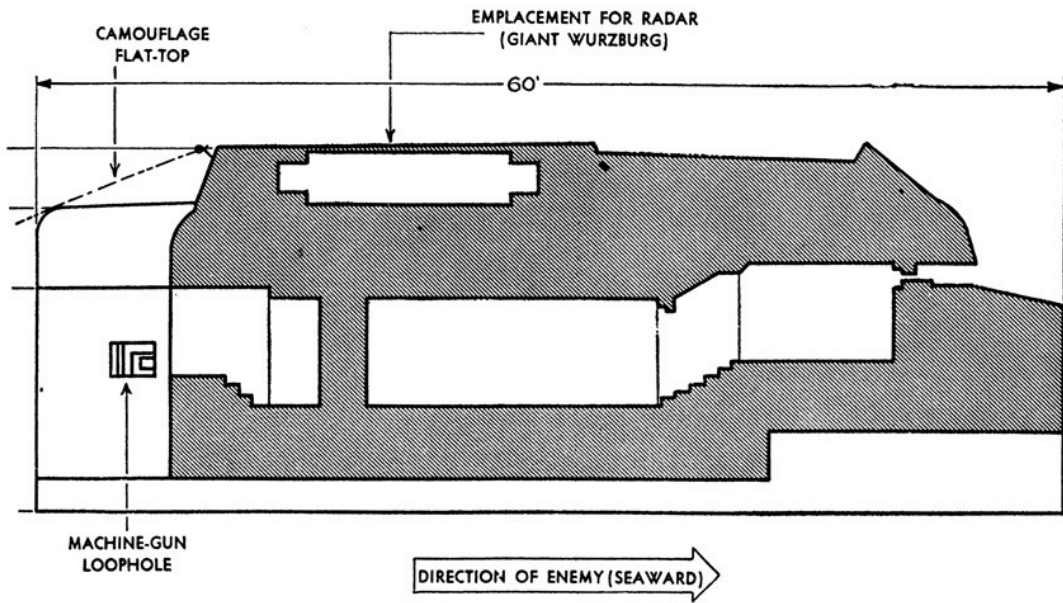 EMPLACEMENT FOR RADAR
(GIANT WURZBURG)
CAMOUFLAGE
FLAT-TOP
60'
MACHINE-GUN
LOOPHOLE
DIRECTION OF ENEMY (SEAWARD)